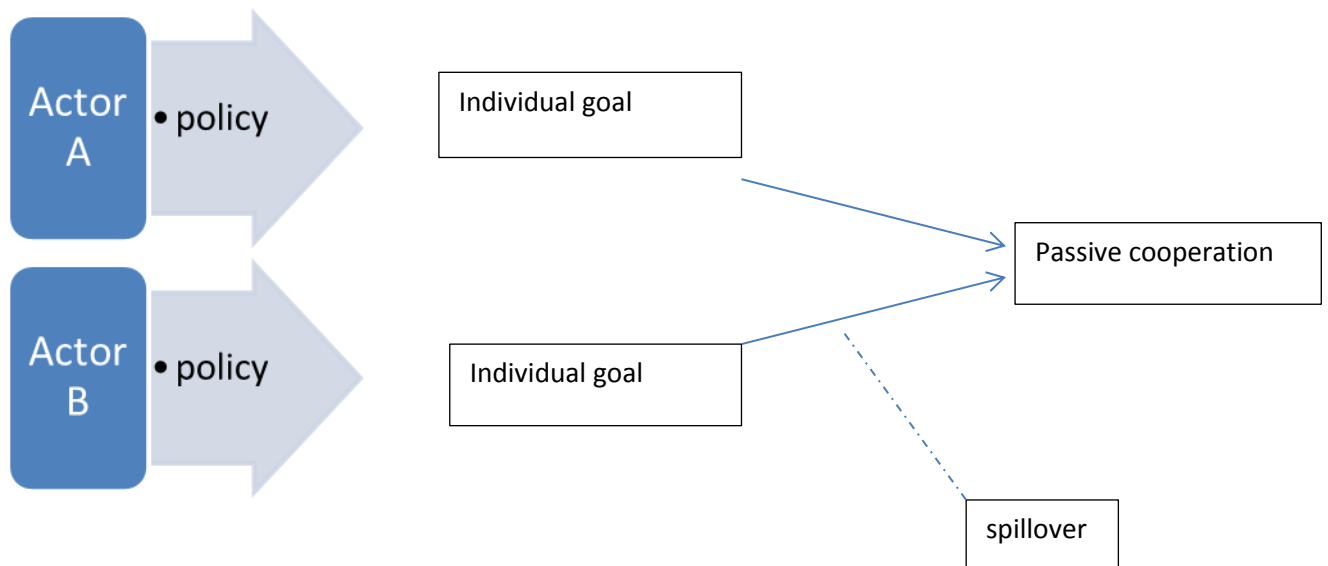 Actor
A
• policy
Individual goal
Passive cooperation
Actor
B
• policy
Individual goal
spillover